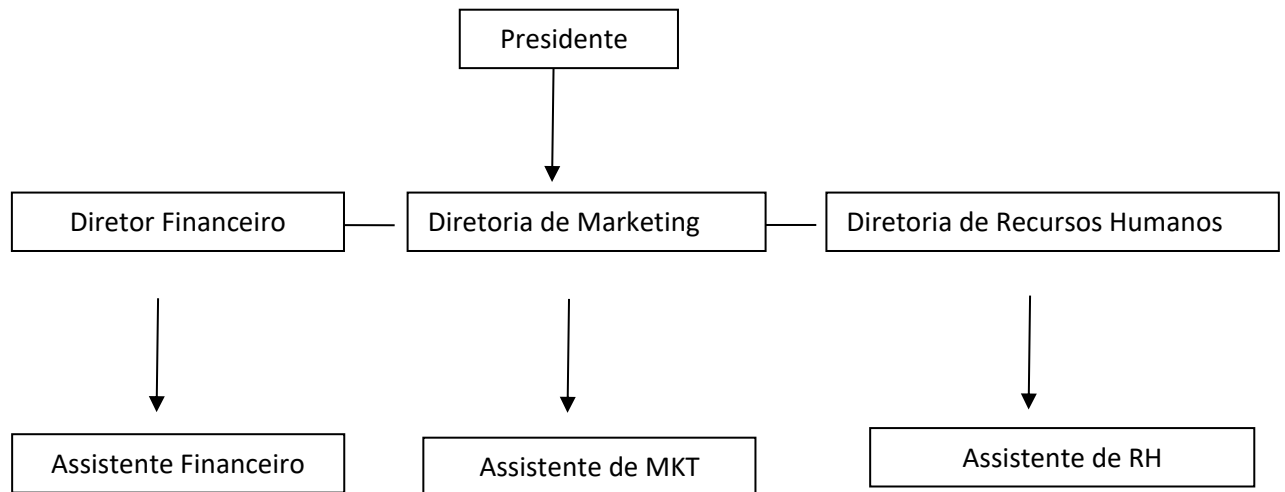 Presidente
Diretor Financeiro
Diretoria de Marketing
Diretoria de Recursos Humanos
Assistente Financeiro
Assistente de MKT
Assistente de RH